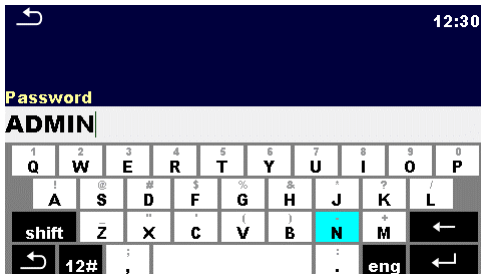 12:30
Password
ADMIN
1 2 3 4 5 6 7 8 9 0
Q W E R T Y U I O P
! @ # $ % & * ? /
A S D F G H J K L
- " ' ( ) - +
shift Z X C V B N M
12# ; , : . eng